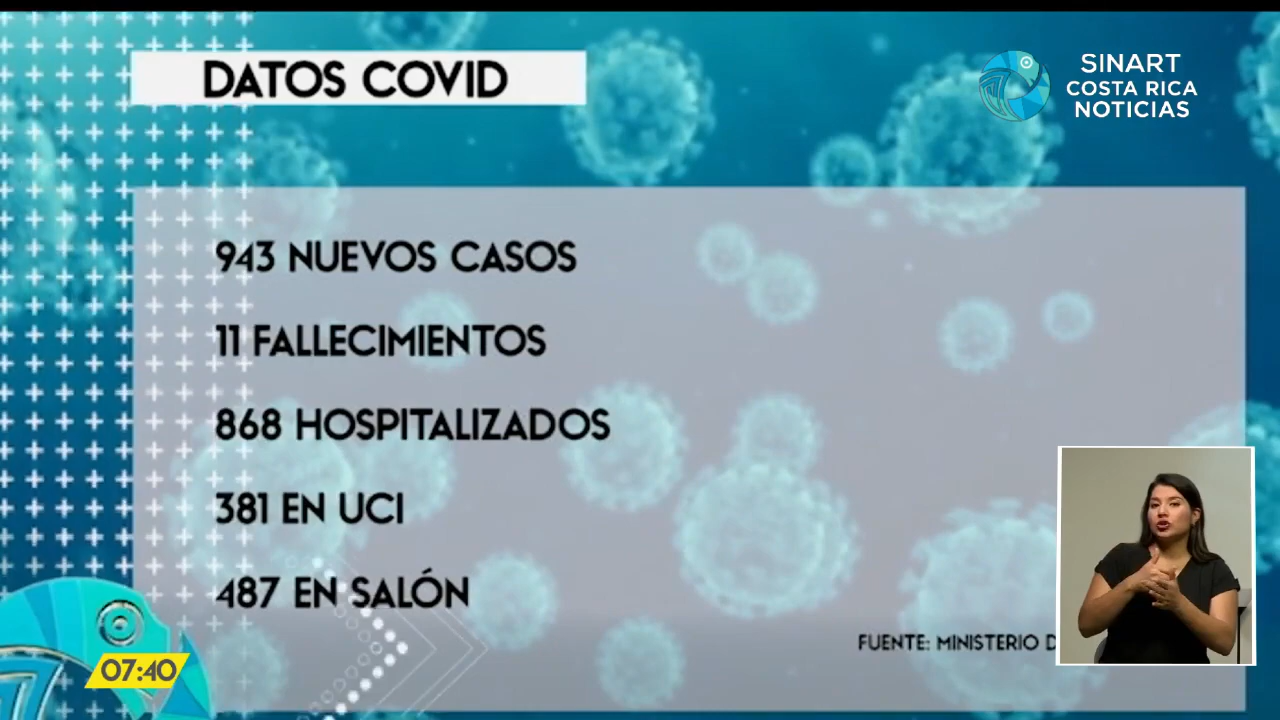 DATOS COVID
SINART
COSTA RICA
NOTICIAS
943 NUEVOS CASOS
11 FALLECIMIENTOS
868 HOSPITALIZADOS
381 EN UCI
487 EN SALÓN
FUENTE: MINISTERIO
07:40